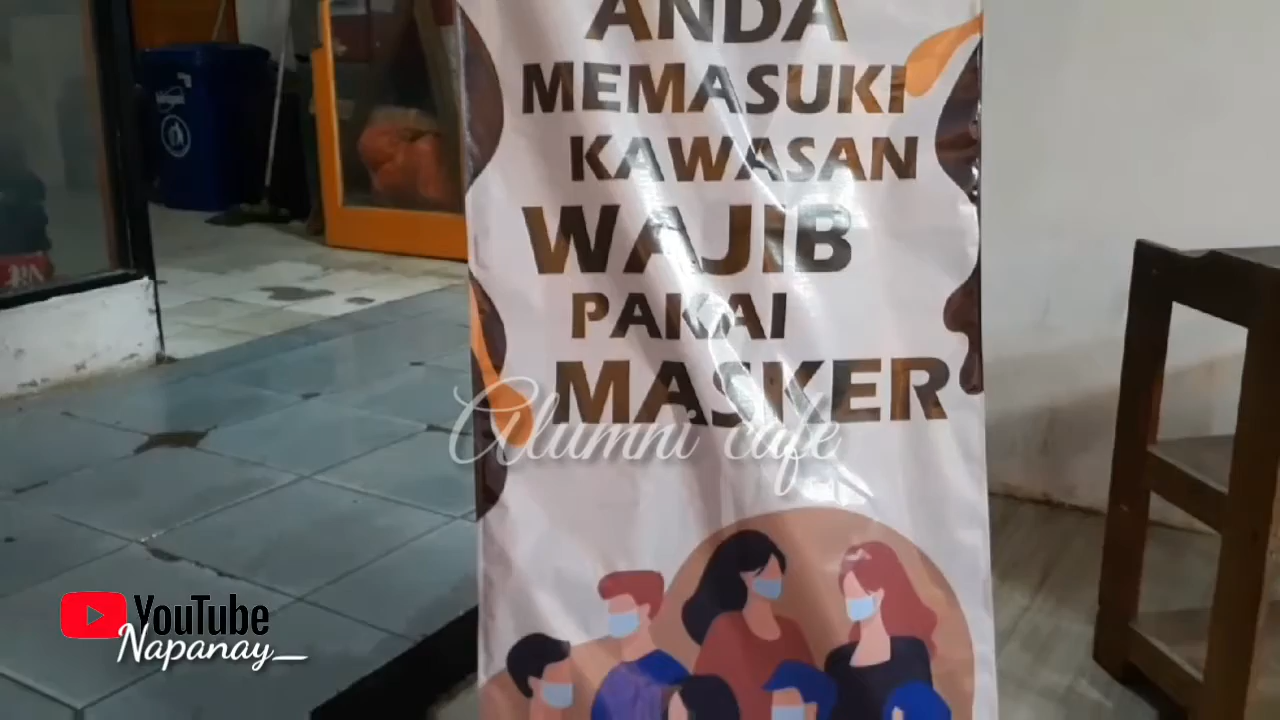 ANDA
MEMASUKI
KAWASAN
WAJIB
PAKAI
MASKER
Alumni cafe
YouTube
Napanay_